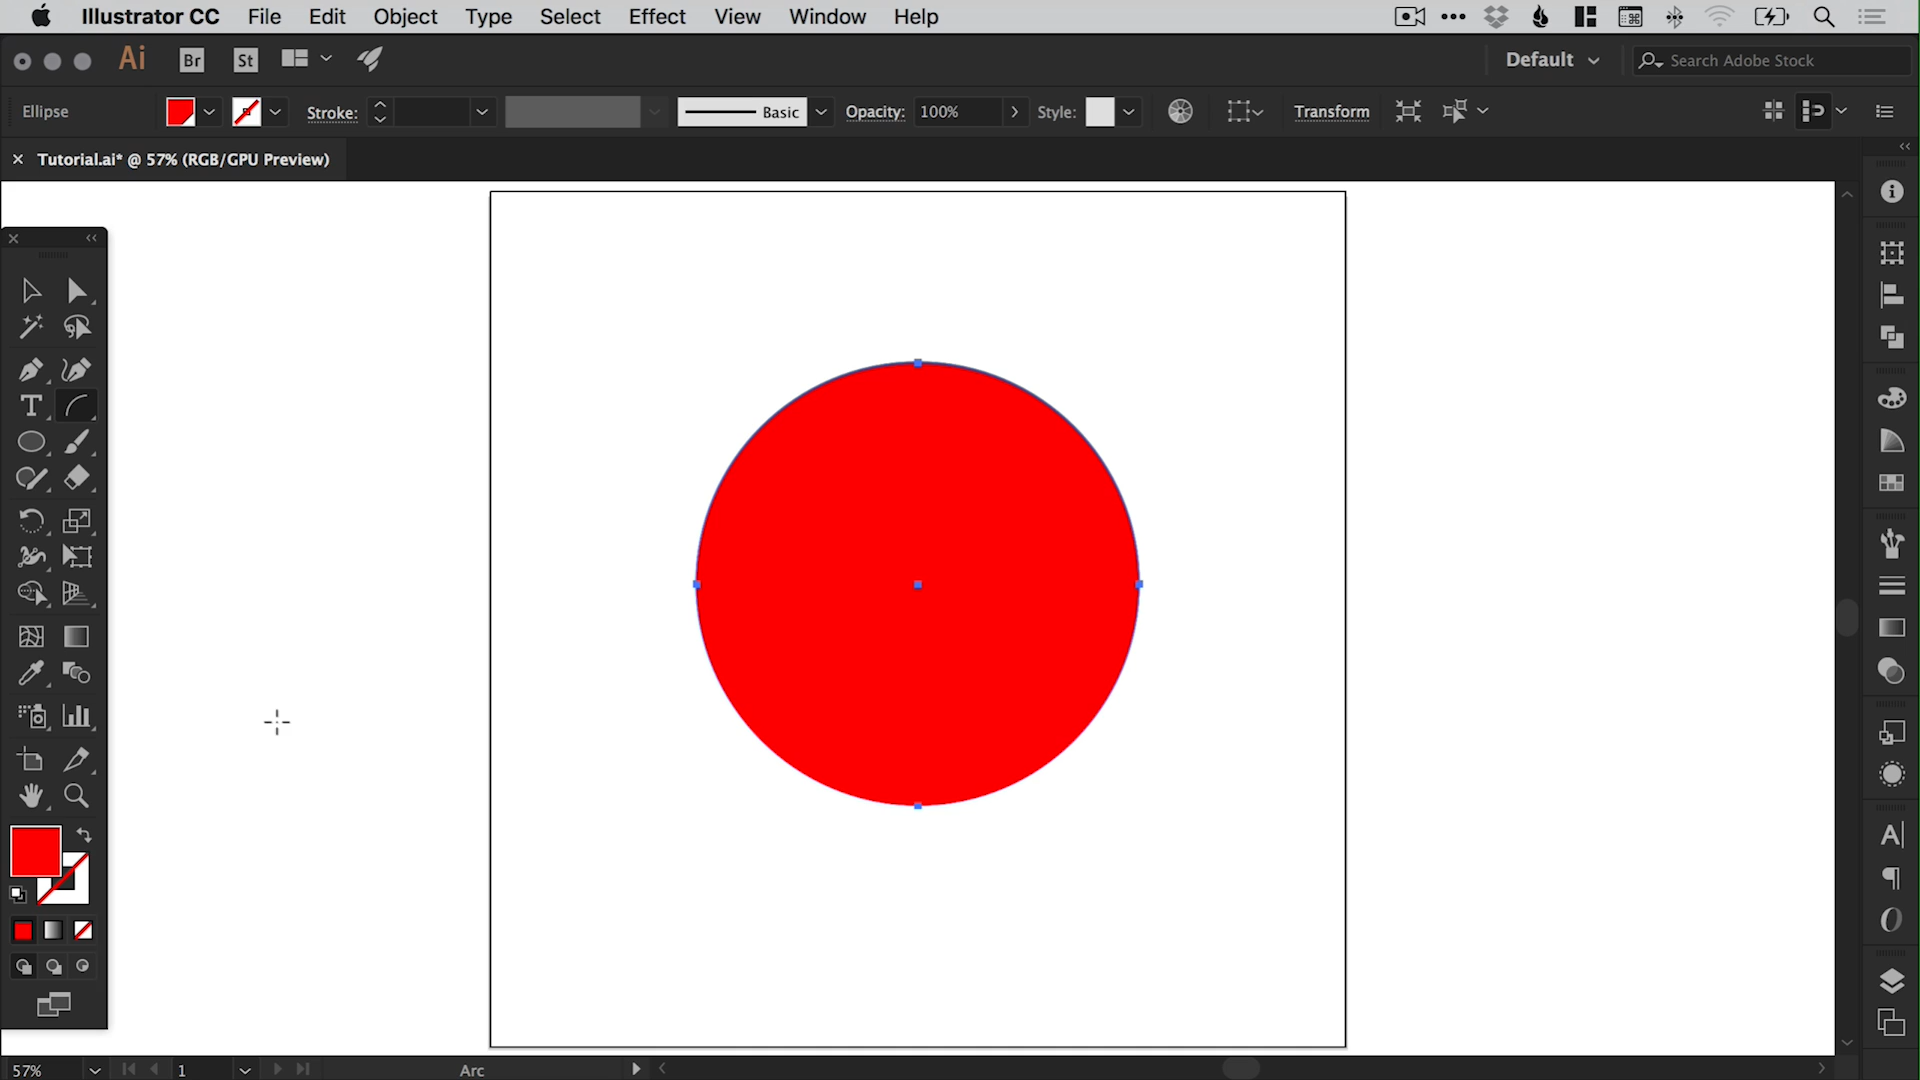 Illustrator CC File Edit Object Type Select Effect View Window Help
Ai Br St Default Search Adobe Stock
Ellipse Stroke: Basic Opacity: 100% Style: Transform
Tutorial.ai* @ 57% (RGB/GPU Preview)
57% 1 Arc